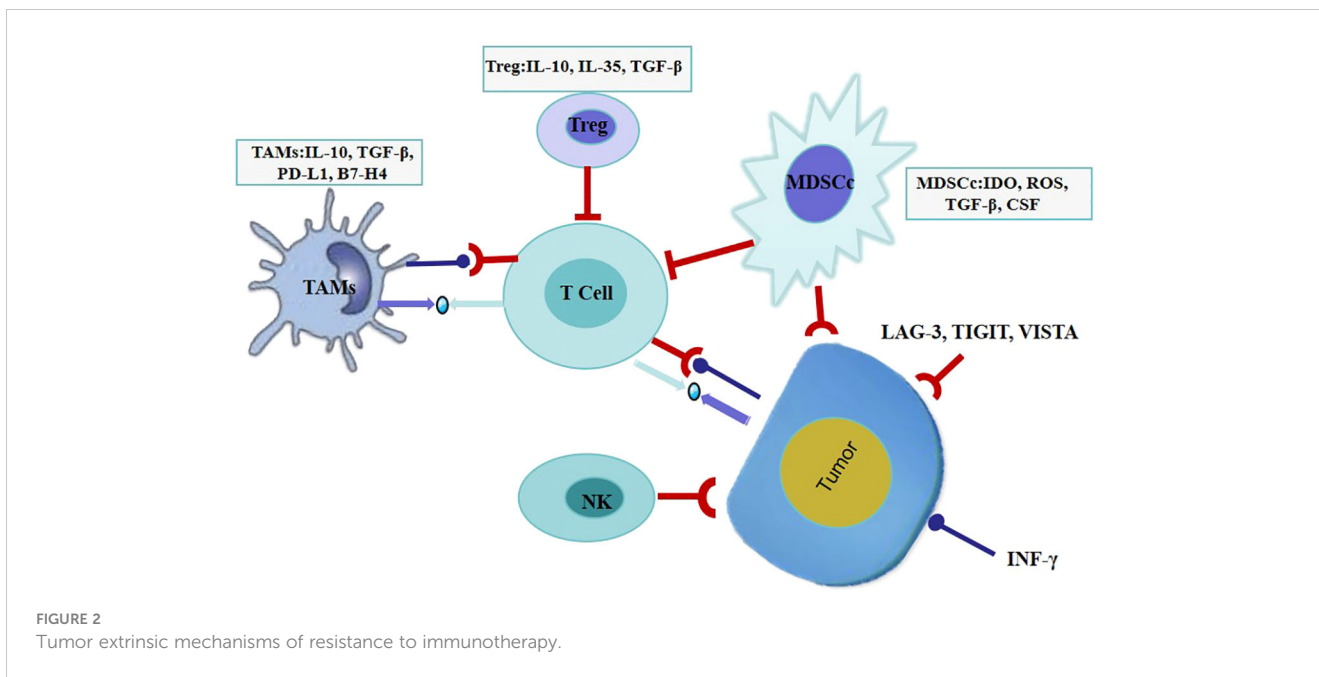 Treg:IL-10, IL-35, TGF-β
Treg
TAMs:IL-10, TGF-β,
PD-L1, B7-H4
MDSCc
MDSCc:IDO, ROS,
TGF-β, CSF
TAMs
T Cell
LAG-3, TIGIT, VISTA
Tumor
NK
INF-γ
FIGURE 2
Tumor extrinsic mechanisms of resistance to immunotherapy.